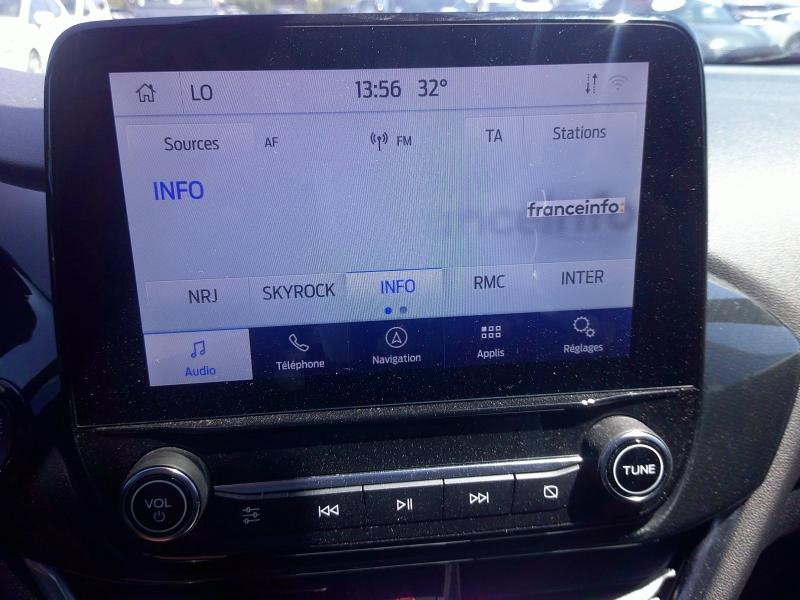 LO 13:56 32°
Sources AF FM TA Stations
INFO
franceinfo:
NRJ SKYROCK INFO RMC INTER
Audio Téléphone Navigation Applis Réglages
VOL TUNE